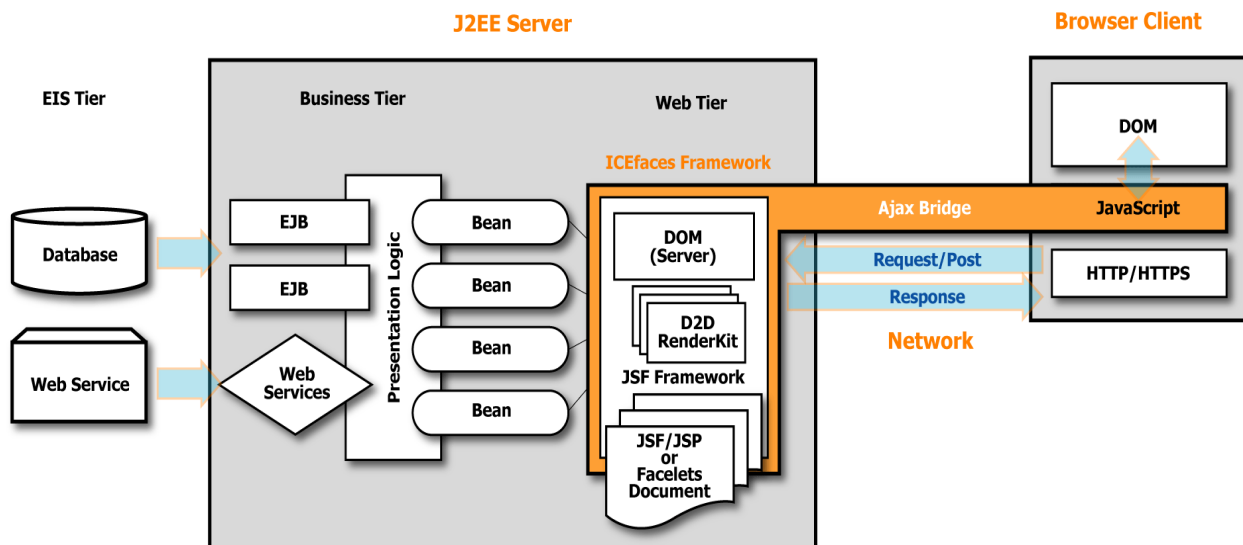 J2EE Server
Browser Client
EIS Tier
Business Tier
Web Tier
ICEfaces Framework
Database
Web Service
EJB
EJB
Web
Services
Presentation Logic
Bean
Bean
Bean
Bean
DOM
(Server)
D2D
RenderKit
JSF Framework
JSF/JSP
or
Facelets
Document
Ajax Bridge
Request/Post
Response
Network
DOM
JavaScript
HTTP/HTTPS